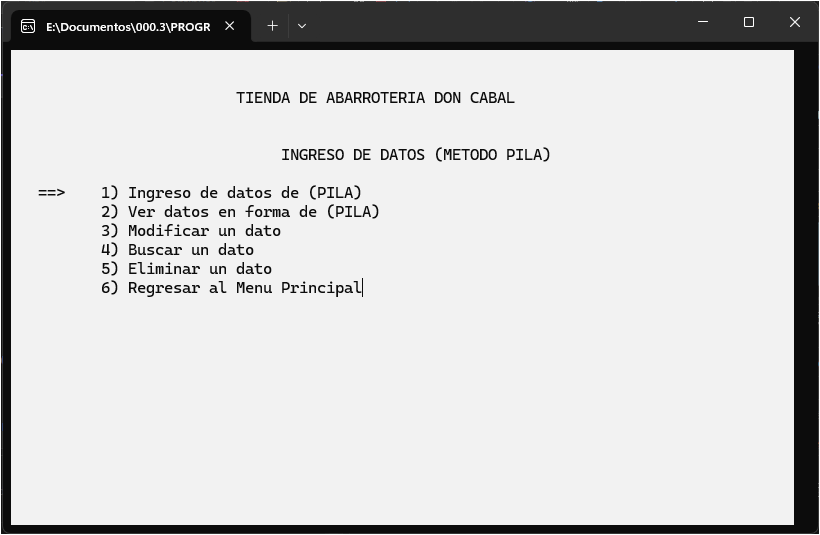 E:\Documentos\000.3\PROGR
TIENDA DE ABARROTERIA DON CABAL
INGRESO DE DATOS (METODO PILA)
==> 1) Ingreso de datos de (PILA)
2) Ver datos en forma de (PILA)
3) Modificar un dato
4) Buscar un dato
5) Eliminar un dato
6) Regresar al Menu Principal